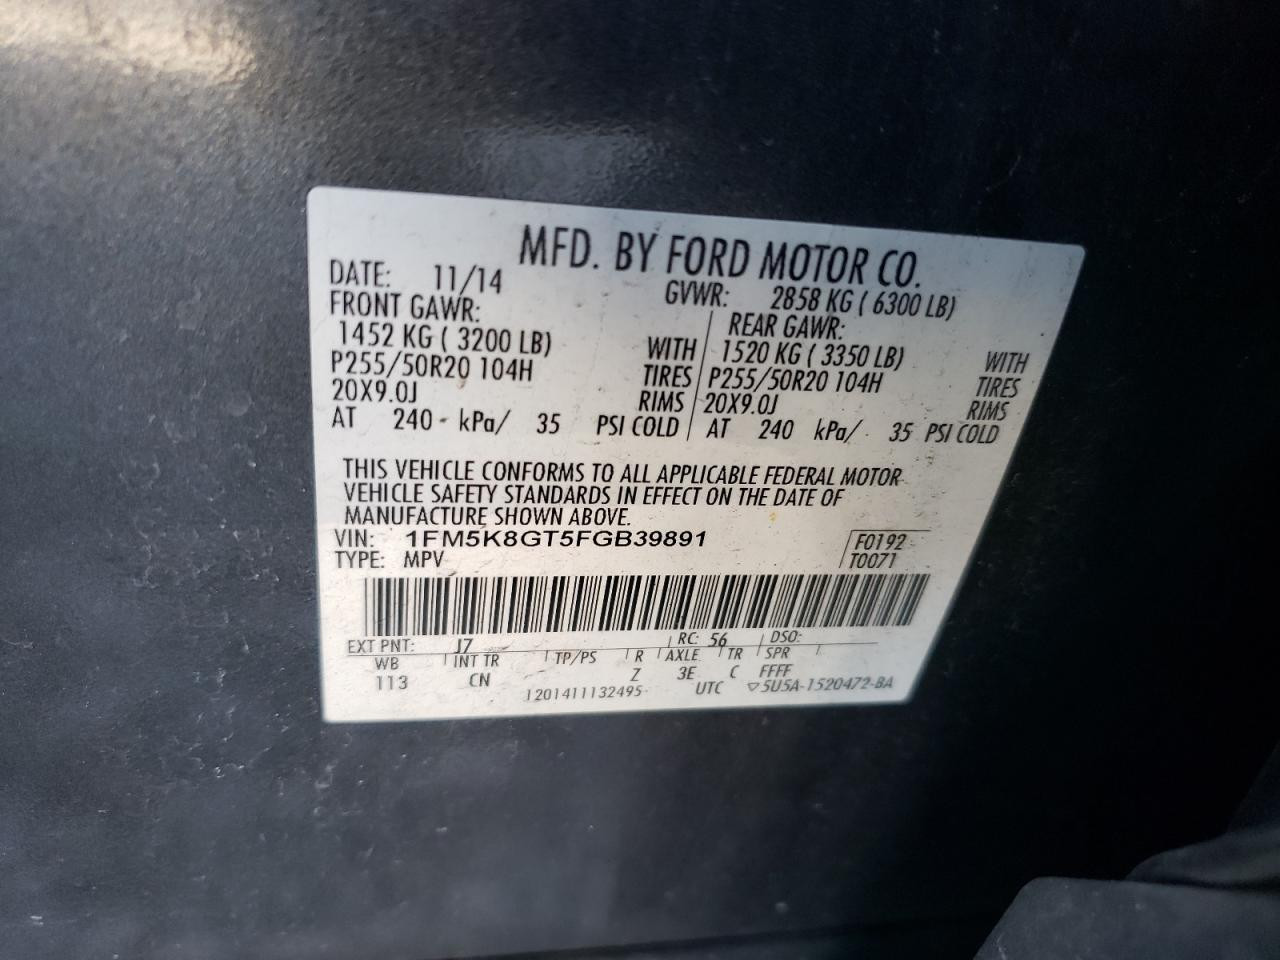 MFD. BY FORD MOTOR CO.
DATE: 11/14 GVWR: 2858 KG ( 6300 LB)
FRONT GAWR: REAR GAWR:
1452 KG ( 3200 LB) WITH 1520 KG ( 3350 LB) WITH
P255/50R20 104H TIRES P255/50R20 104H TIRES
20X9.0J RIMS 20X9.0J RIMS
AT 240 kPa/ 35 PSI COLD AT 240 kPa/ 35 PSI COLD
THIS VEHICLE CONFORMS TO ALL APPLICABLE FEDERAL MOTOR
VEHICLE SAFETY STANDARDS IN EFFECT ON THE DATE OF
MANUFACTURE SHOWN ABOVE.
VIN: 1FM5K8GT5FGB39891 F0192
TYPE: MPV T0071
EXT PNT: J7 RC: 56 DSO:
WB INT TR TP/PS R AXLE TR SPR
113 CN Z 3E C FFFF
1201411132495 UTC ▽5U5A-1520472-BA